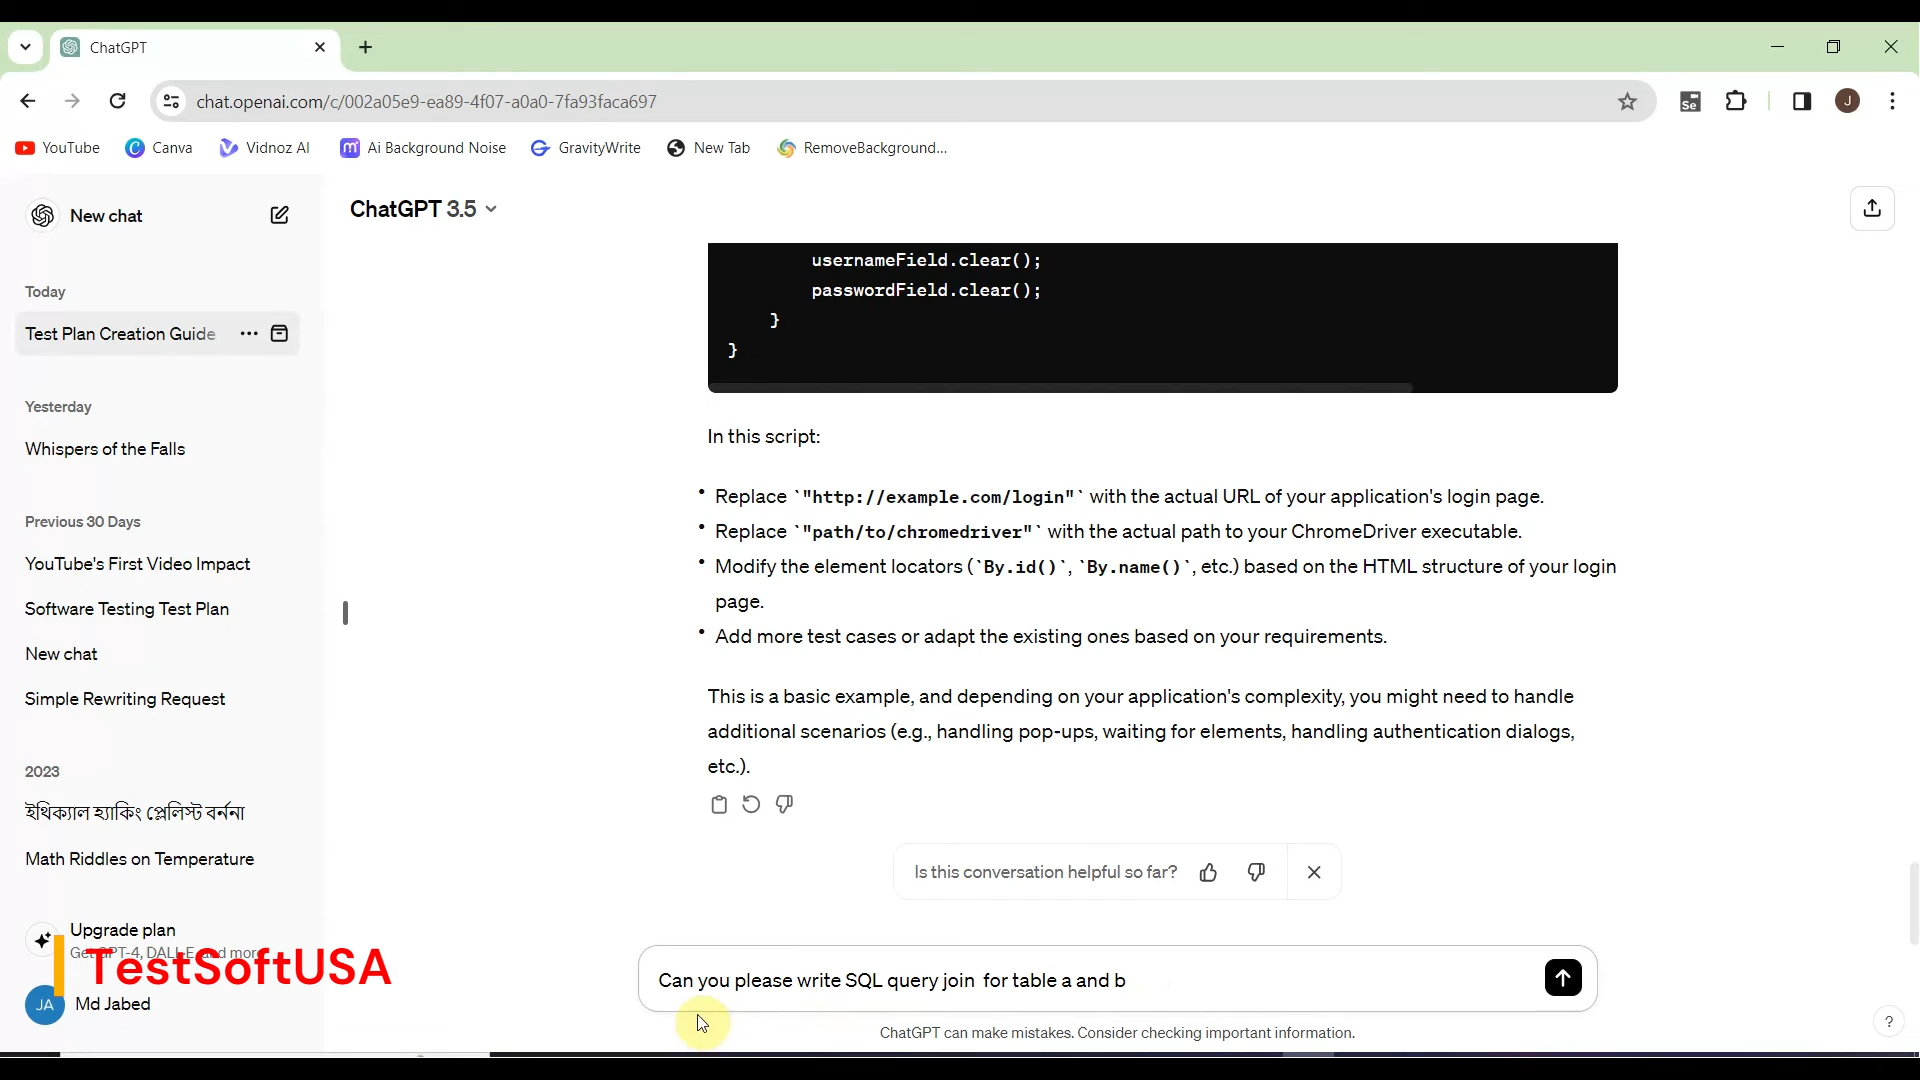 ChatGPT
chat.openai.com/c/002a05e9-ea89-4f07-a0a0-7fa93faca697
Se
J
YouTube
Canva
Vidnoz AI
Ai Background Noise
GravityWrite
New Tab
RemoveBackground...
New chat
ChatGPT 3.5
Today
Test Plan Creation Guide
Yesterday
Whispers of the Falls
Previous 30 Days
YouTube's First Video Impact
Software Testing Test Plan
New chat
Simple Rewriting Request
2023
ইথিক্যাল হ্যাকিং প্লেলিস্ট বর্ননা
Math Riddles on Temperature
Upgrade plan
Get GPT-4, DALL·E, and more
TestSoftUSA
JA
Md Jabed
usernameField.clear();
passwordField.clear();
}
}
In this script:
• Replace `"http://example.com/login"` with the actual URL of your application's login page.
• Replace `"path/to/chromedriver"` with the actual path to your ChromeDriver executable.
• Modify the element locators (`By.id()`, `By.name()`, etc.) based on the HTML structure of your login
page.
• Add more test cases or adapt the existing ones based on your requirements.
This is a basic example, and depending on your application's complexity, you might need to handle
additional scenarios (e.g., handling pop-ups, waiting for elements, handling authentication dialogs,
etc.).
Is this conversation helpful so far?
Can you please write SQL query join  for table a and b
ChatGPT can make mistakes. Consider checking important information.
?